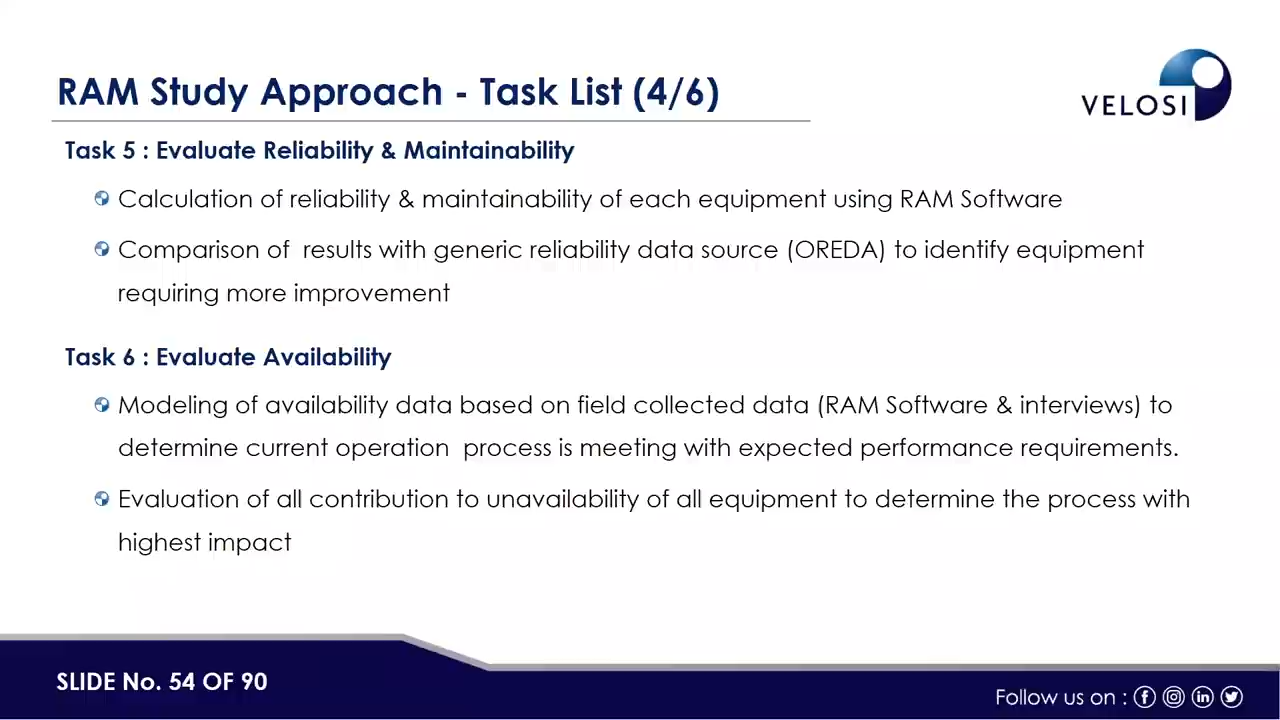 RAM Study Approach - Task List (4/6)
VELOSI
Task 5 : Evaluate Reliability & Maintainability
Calculation of reliability & maintainability of each equipment using RAM Software
Comparison of  results with generic reliability data source (OREDA) to identify equipment
requiring more improvement
Task 6 : Evaluate Availability
Modeling of availability data based on field collected data (RAM Software & interviews) to
determine current operation  process is meeting with expected performance requirements.
Evaluation of all contribution to unavailability of all equipment to determine the process with
highest impact
SLIDE No. 54 OF 90
Follow us on :